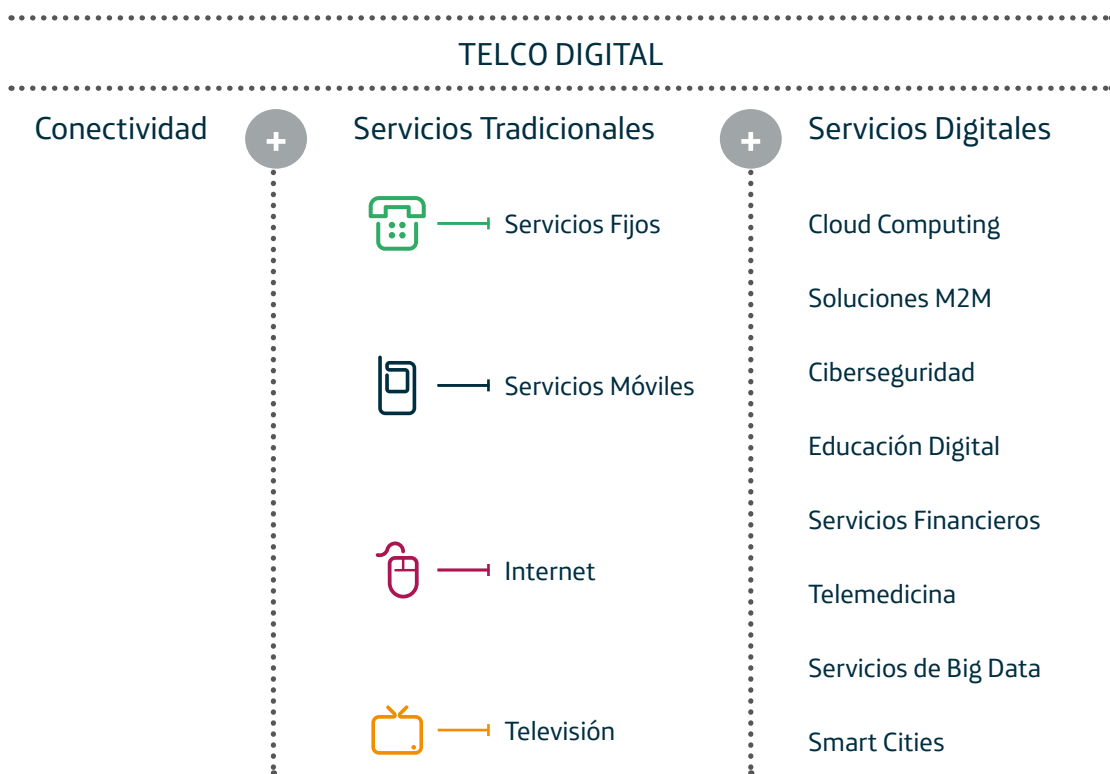 TELCO DIGITAL
Conectividad
+
Servicios Tradicionales
+
Servicios Digitales
Servicios Fijos
Servicios Móviles
Internet
Televisión
Cloud Computing
Soluciones M2M
Ciberseguridad
Educación Digital
Servicios Financieros
Telemedicina
Servicios de Big Data
Smart Cities